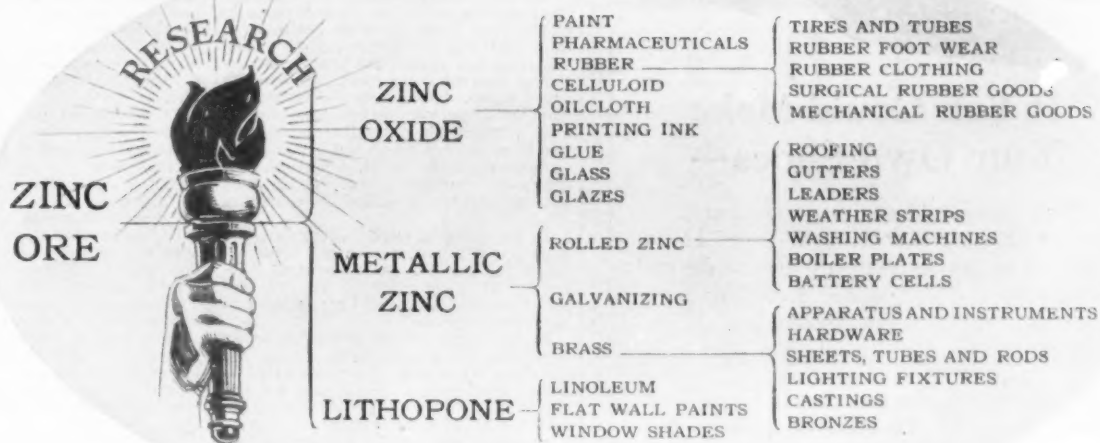 RESEARCH
ZINC
ORE
ZINC
OXIDE
PAINT
PHARMACEUTICALS
RUBBER
CELLULOID
OILCLOTH
PRINTING INK
GLUE
GLASS
GLAZES
TIRES AND TUBES
RUBBER FOOT WEAR
RUBBER CLOTHING
SURGICAL RUBBER GOODS
MECHANICAL RUBBER GOODS
METALLIC
ZINC
ROLLED ZINC
GALVANIZING
BRASS
ROOFING
GUTTERS
LEADERS
WEATHER STRIPS
WASHING MACHINES
BOILER PLATES
BATTERY CELLS
APPARATUS AND INSTRUMENTS
HARDWARE
SHEETS, TUBES AND RODS
LIGHTING FIXTURES
CASTINGS
BRONZES
LITHOPONE
LINOLEUM
FLAT WALL PAINTS
WINDOW SHADES